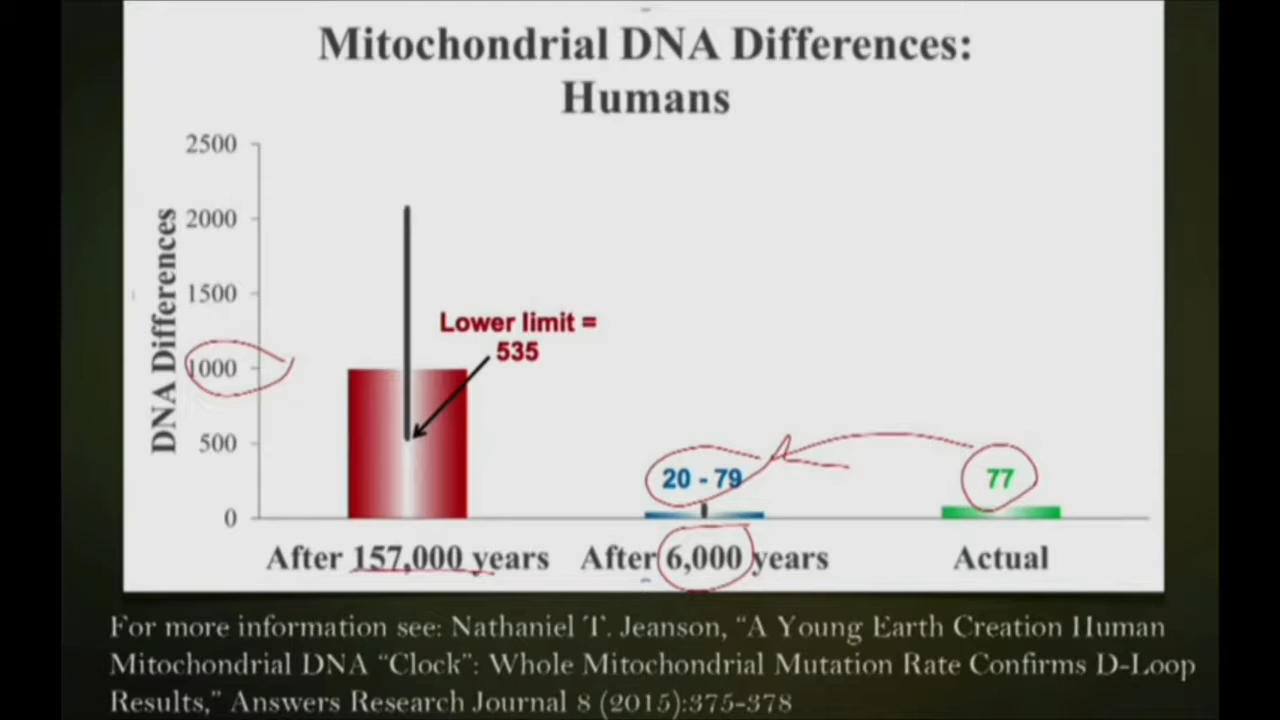 Mitochondrial DNA Differences:
Humans
2500
2000
1500
1000
500
0
DNA Differences
Lower limit =
535
20 - 79
77
After 157,000 years
After 6,000 years
Actual
For more information see: Nathaniel T. Jeanson, “A Young Earth Creation Human
Mitochondrial DNA “Clock”: Whole Mitochondrial Mutation Rate Confirms D-Loop
Results,” Answers Research Journal 8 (2015):375-378